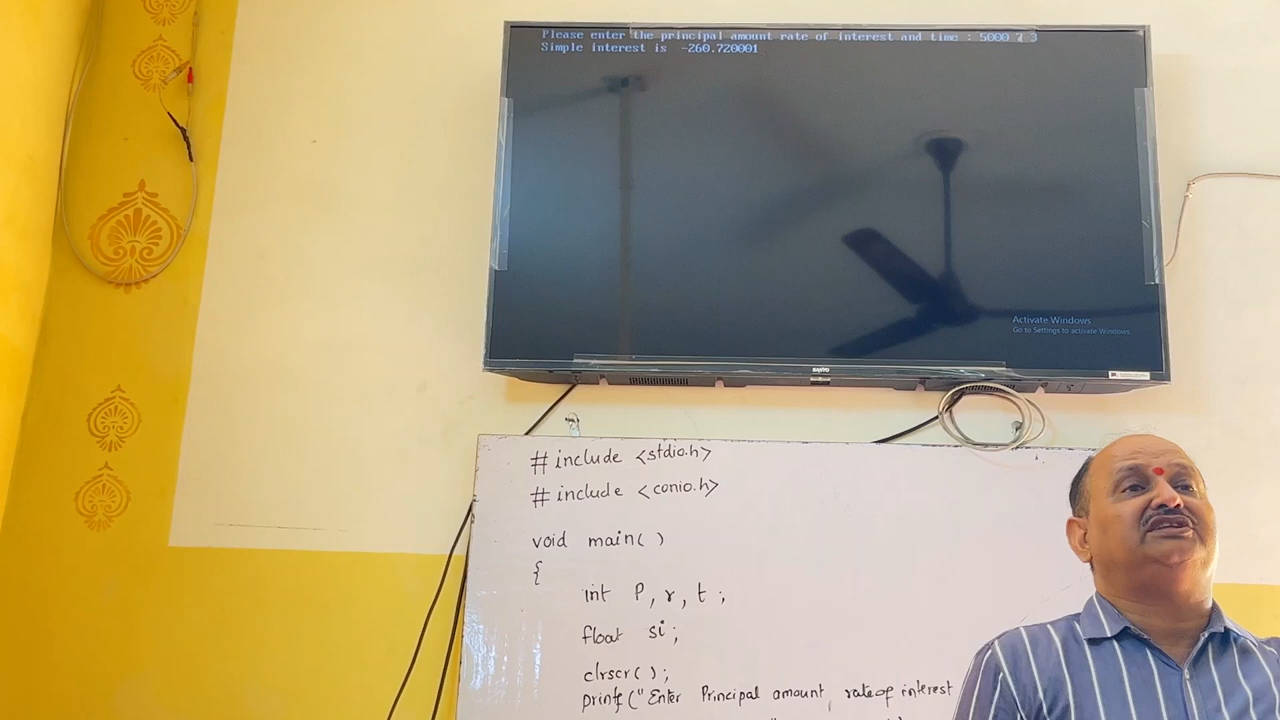 Please enter the principal amount rate of interest and time : 5000 7 3
Simple interest is -260.720001
Activate Windows
Go to Settings to activate Windows.
SANYO
# include <stdio.h>
# include <conio.h>
void main( )
{
int P, r, t ;
float si ;
clrscr( ) ;
printf ("Enter Principal amount, rate of interest